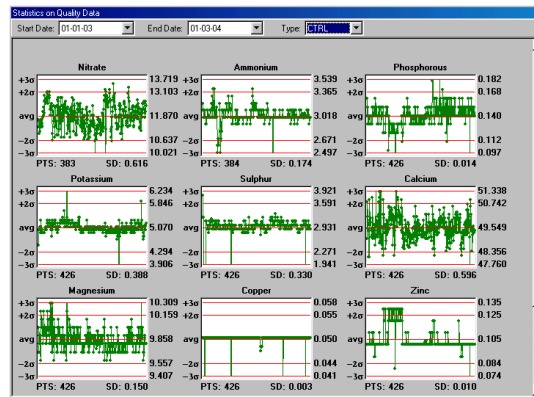 Statistics on Quality Data
Start Date: 01-01-03 End Date: 01-03-04 Type: CTRL
Nitrate Ammonium Phosphorous
+3σ 13.719 +3σ 3.539 +3σ 0.182
+2σ 13.103 +2σ 3.365 +2σ 0.168
avg 11.870 avg 3.018 avg 0.140
-2σ 10.637 -2σ 2.671 -2σ 0.112
-3σ 10.021 -3σ 2.497 -3σ 0.097
PTS: 383 SD: 0.616 PTS: 384 SD: 0.174 PTS: 426 SD: 0.014
Potassium Sulphur Calcium
+3σ 6.234 +3σ 3.921 +3σ 51.338
+2σ 5.846 +2σ 3.591 +2σ 50.742
avg 5.070 avg 2.931 avg 49.549
-2σ 4.294 -2σ 2.271 -2σ 48.356
-3σ 3.906 -3σ 1.941 -3σ 47.760
PTS: 426 SD: 0.388 PTS: 426 SD: 0.330 PTS: 426 SD: 0.596
Magnesium Copper Zinc
+3σ 10.309 +3σ 0.058 +3σ 0.135
+2σ 10.159 +2σ 0.055 +2σ 0.125
avg 9.858 avg 0.050 avg 0.105
-2σ 9.557 -2σ 0.044 -2σ 0.084
-3σ 9.407 -3σ 0.041 -3σ 0.074
PTS: 426 SD: 0.150 PTS: 426 SD: 0.003 PTS: 426 SD: 0.010